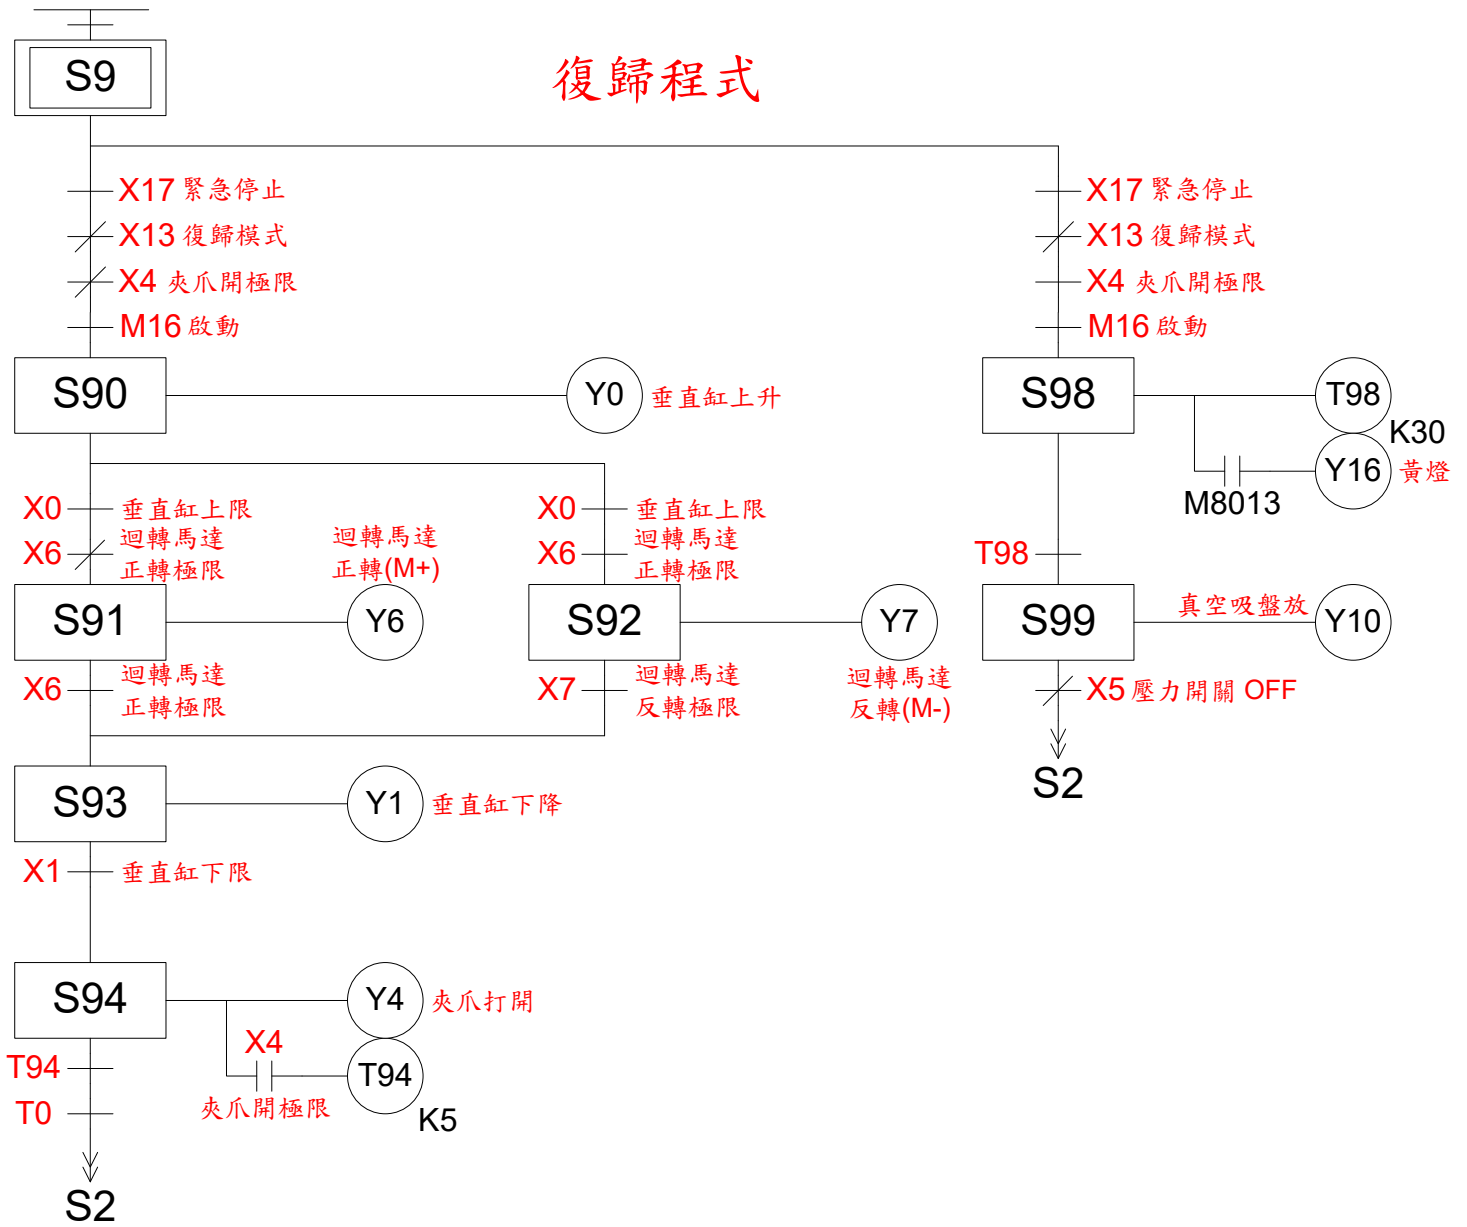 S9
復歸程式
X17 緊急停止
X13 復歸模式
X4 夾爪開極限
M16 啟動
X17 緊急停止
X13 復歸模式
X4 夾爪開極限
M16 啟動
S90
Y0 垂直缸上升
S98
T98
K30
M8013
Y16 黃燈
X0 垂直缸上限
X6 迴轉馬達
正轉極限
迴轉馬達
正轉(M+)
X0 垂直缸上限
X6 迴轉馬達
正轉極限
T98
S91
Y6
S92
Y7
迴轉馬達
反轉(M-)
S99
真空吸盤放
Y10
X6 迴轉馬達
正轉極限
X7 迴轉馬達
反轉極限
X5 壓力開關 OFF
S2
S93
Y1 垂直缸下降
X1 垂直缸下限
S94
Y4 夾爪打開
X4
夾爪開極限
T94
K5
T94
T0
S2